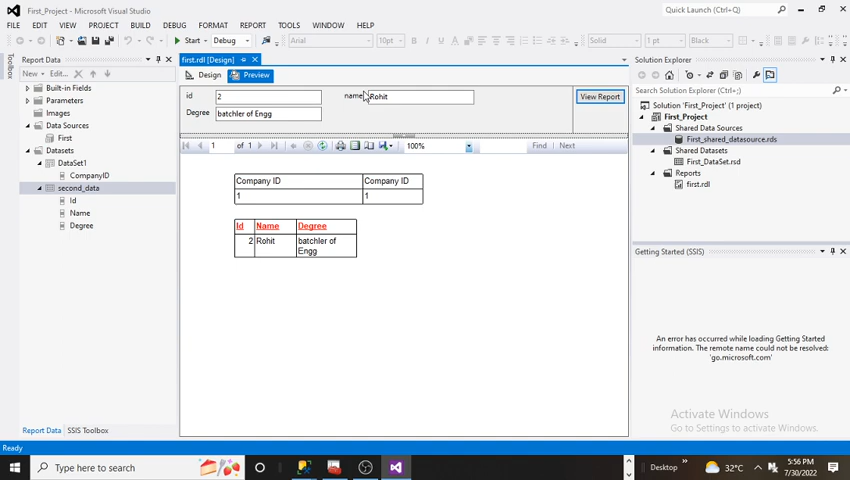 First_Project - Microsoft Visual Studio
Quick Launch (Ctrl+Q)
FILE EDIT VIEW PROJECT BUILD DEBUG FORMAT REPORT TOOLS First_Project WINDOW HELP
Start Debug Arial 10pt B I U A Solid 1 pt Black
Toolbox
Report Data
New Edit...
Built-in Fields
Parameters
Images
Data Sources
First
Datasets
DataSet1
CompanyID
second_data
Id
Name
Degree
Report Data SSIS Toolbox
first.rdl [Design]
Design Preview
id 2 name Rohit View Report
Degree batchler of Engg
1 of 1 100% Find Next
Company ID Company ID
1 1
Id Name Degree
2 Rohit batchler of
Engg
Solution Explorer
Search Solution Explorer (Ctrl+;)
Solution 'First_Project' (1 project)
First_Project
Shared Data Sources
First_shared_datasource.rds
Shared Datasets
First_DataSet.rsd
Reports
first.rdl
Getting Started (SSIS)
An error has occurred while loading Getting Started
information. The remote name could not be resolved:
'go.microsoft.com'
Activate Windows
Go to Settings to activate Windows.
Ready
Type here to search
Desktop
32°C
5:56 PM
7/30/2022